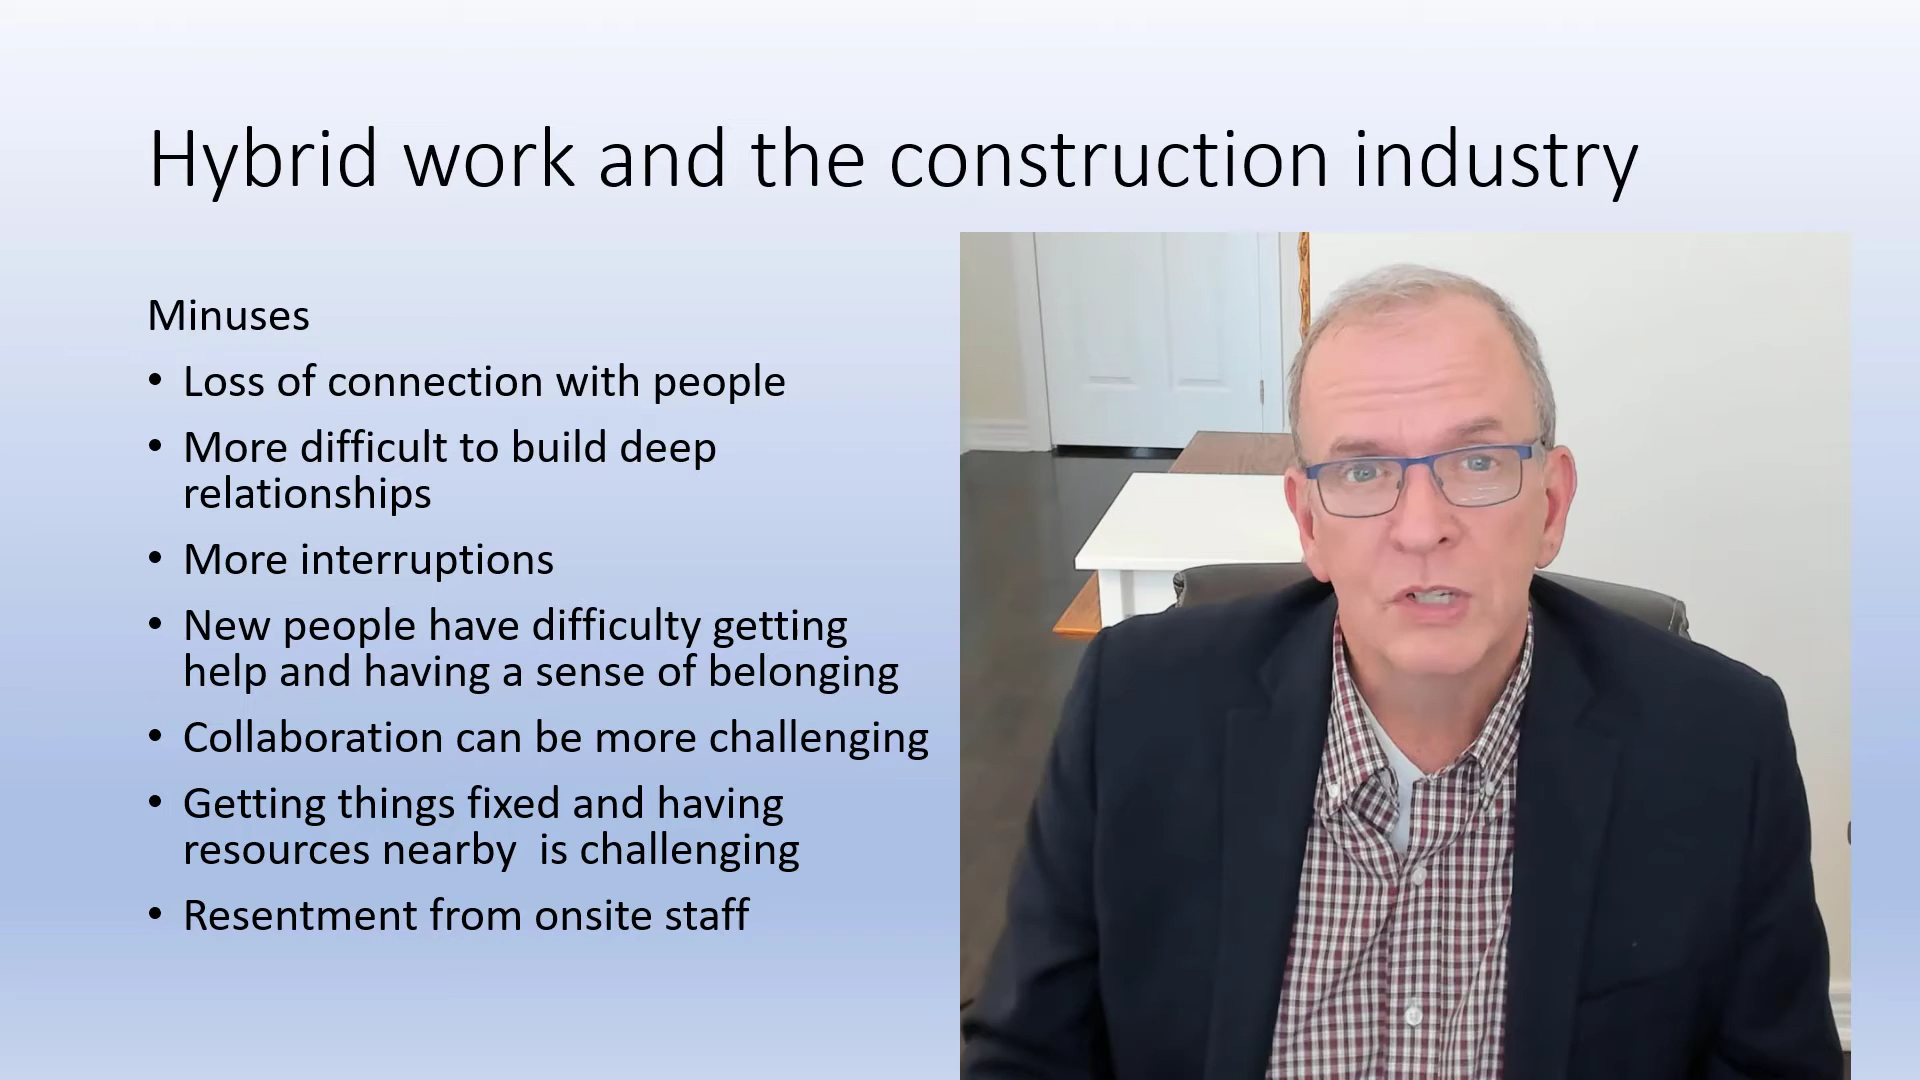 Hybrid work and the construction industry
Minuses
• Loss of connection with people
• More difficult to build deep
relationships
• More interruptions
• New people have difficulty getting
help and having a sense of belonging
• Collaboration can be more challenging
• Getting things fixed and having
resources nearby  is challenging
• Resentment from onsite staff